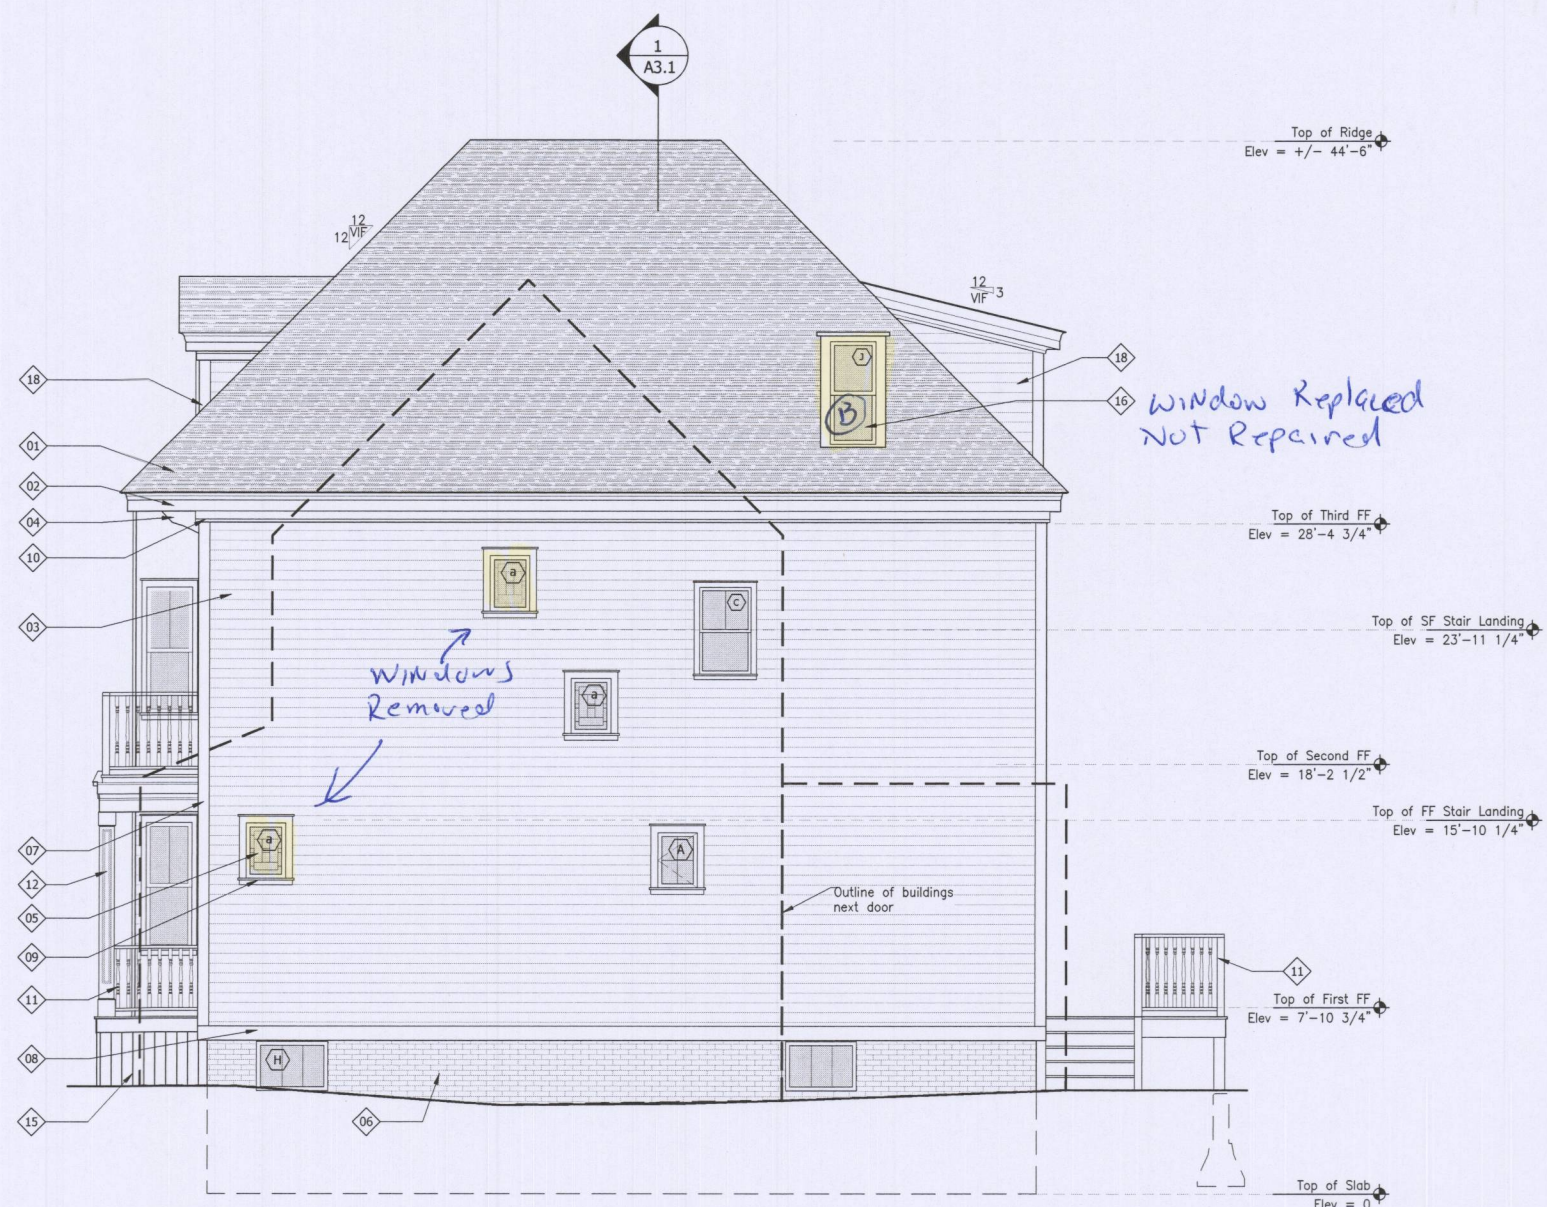 1
A3.1
Top of Ridge
Elev = +/- 44'-6"
12
12 VIF
12
VIF 3
J
B
18
18
16
WINdow Replaced
Not Repaired
01
02
04
10
Top of Third FF
Elev = 28'-4 3/4"
a
c
03
Top of SF Stair Landing
Elev = 23'-11 1/4"
WINdows
Removed
a
Top of Second FF
Elev = 18'-2 1/2"
Top of FF Stair Landing
Elev = 15'-10 1/4"
a
A
07
12
05
09
11
Outline of buildings
next door
11
Top of First FF
Elev = 7'-10 3/4"
08
H
15
06
Top of Slab
Elev = 0